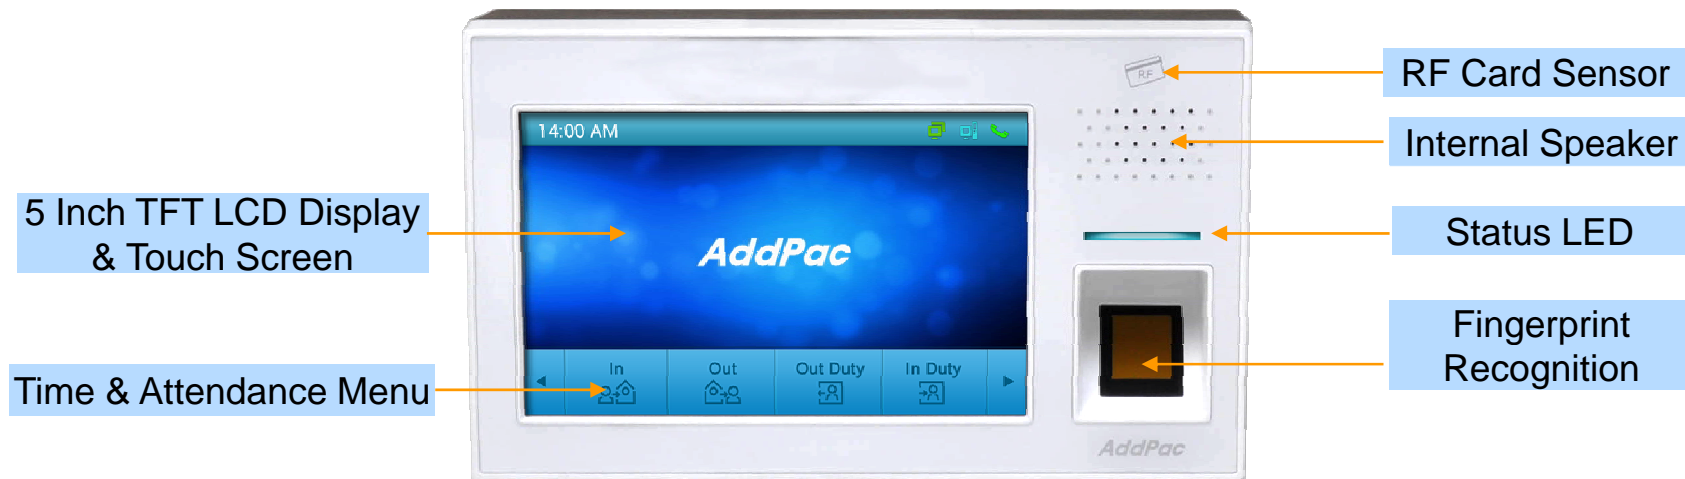 RF Card Sensor
RF
Internal Speaker
14:00 AM
5 Inch TFT LCD Display
& Touch Screen
AddPac
Status LED
Fingerprint
Recognition
Time & Attendance Menu
In
Out
Out Duty
In Duty
AddPac